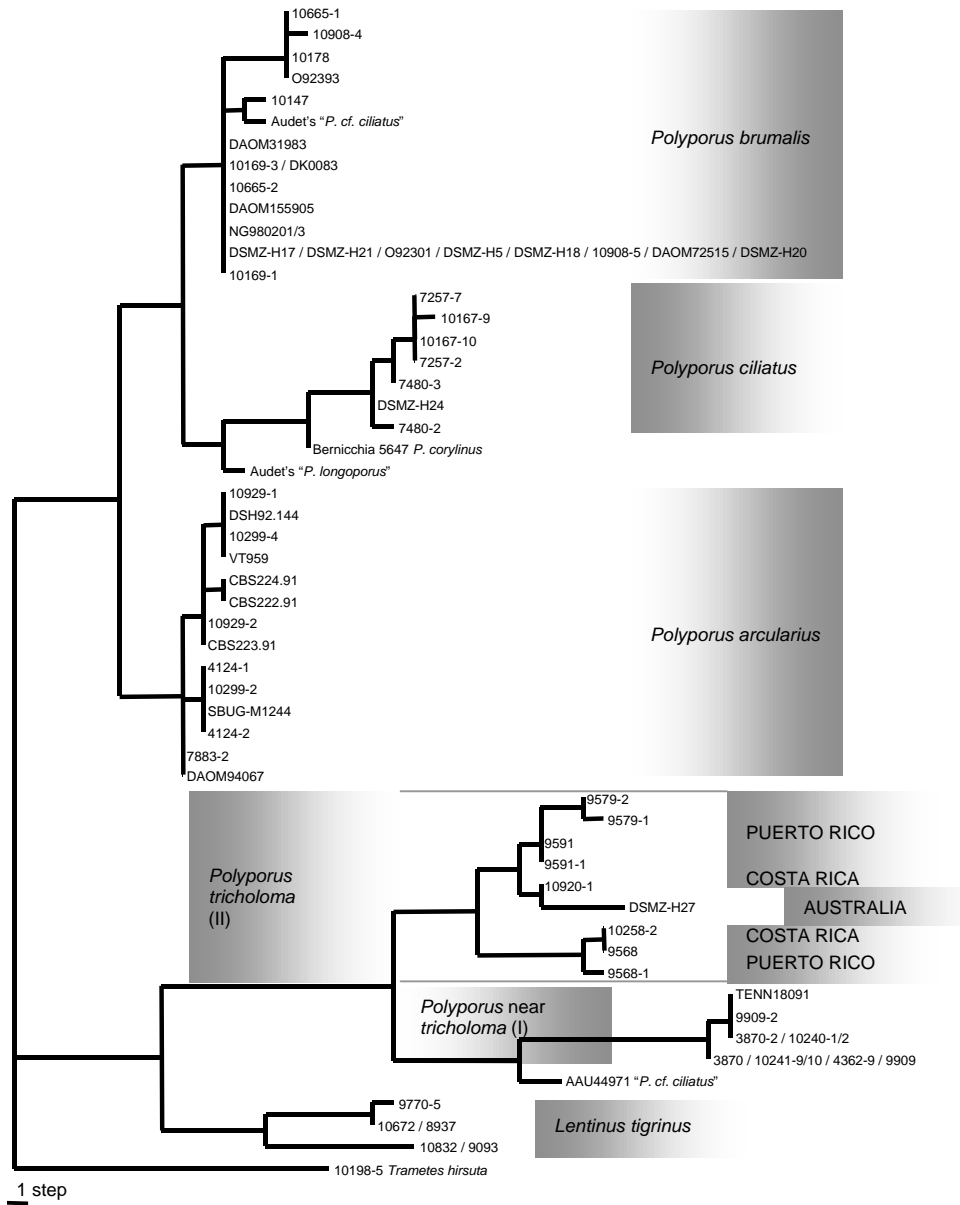 10665-1
10908-4
10178
O92393
10147
Audet's "P. cf. ciliatus"
DAOM31983
10169-3 / DK0083
10665-2
DAOM155905
NG980201/3
DSMZ-H17 / DSMZ-H21 / O92301 / DSMZ-H5 / DSMZ-H18 / 10908-5 / DAOM72515 / DSMZ-H20
10169-1
Polyporus brumalis
7257-7
10167-9
10167-10
7257-2
7480-3
DSMZ-H24
7480-2
Bernicchia 5647 P. corylinus
Audet's "P. longoporus"
Polyporus ciliatus
10929-1
DSH92.144
10299-4
VT959
CBS224.91
CBS222.91
10929-2
CBS223.91
4124-1
10299-2
SBUG-M1244
4124-2
7883-2
DAOM94067
Polyporus arcularius
Polyporus
tricholoma
(II)
9579-2
9579-1
9591
9591-1
10920-1
DSMZ-H27
10258-2
9568
9568-1
PUERTO RICO
COSTA RICA
AUSTRALIA
COSTA RICA
PUERTO RICO
Polyporus near
tricholoma (I)
TENN18091
9909-2
3870-2 / 10240-1/2
3870 / 10241-9/10 / 4362-9 / 9909
AAU44971 "P. cf. ciliatus"
9770-5
10672 / 8937
10832 / 9093
Lentinus tigrinus
10198-5 Trametes hirsuta
1 step